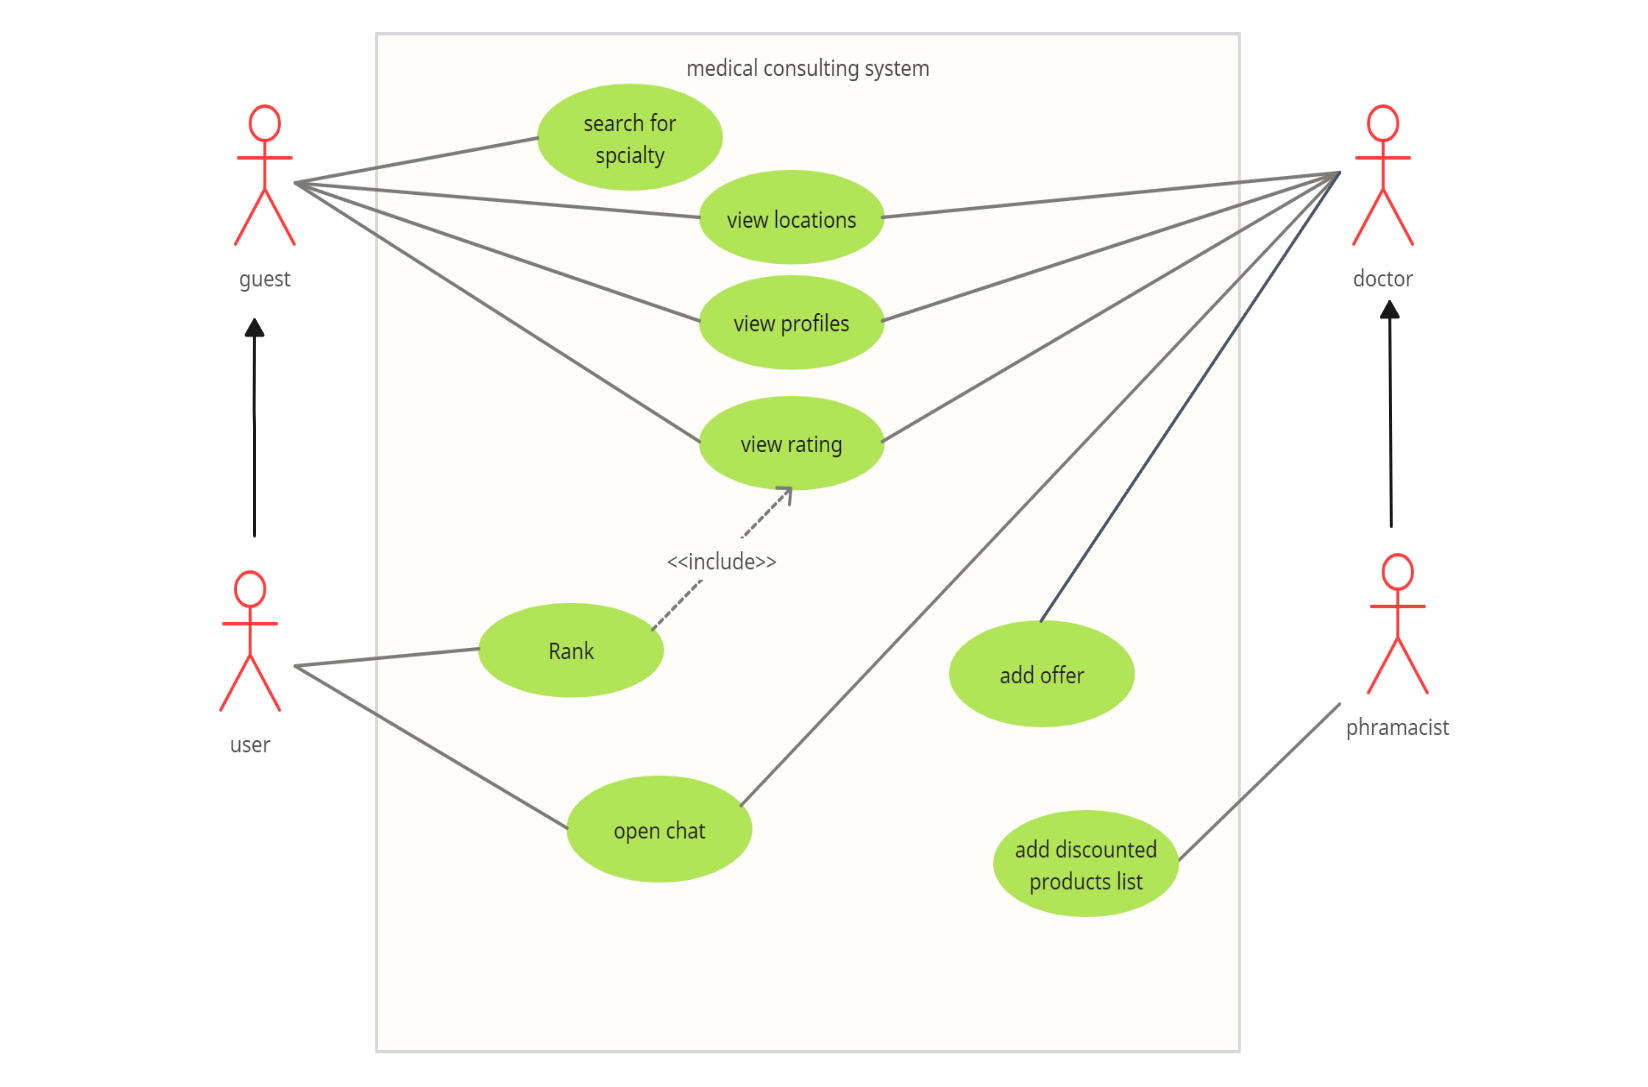 medical consulting system
search for
spcialty
view locations
guest
doctor
view profiles
view rating
<<include>>
Rank
add offer
user
phramacist
open chat
add discounted
products list